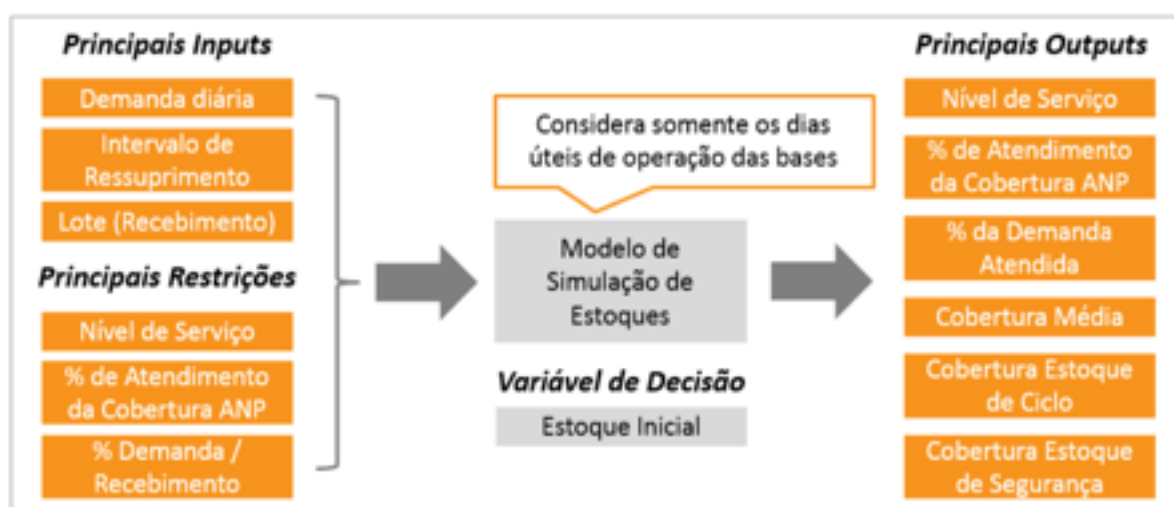 Principais Inputs
Demanda diária
Intervalo de
Ressuprimento
Lote (Recebimento)
Principais Restrições
Nível de Serviço
% de Atendimento
da Cobertura ANP
% Demanda /
Recebimento
Considera somente os dias
úteis de operação das bases
Modelo de
Simulação de
Estoques
Variável de Decisão
Estoque Inicial
Principais Outputs
Nível de Serviço
% de Atendimento
da Cobertura ANP
% da Demanda
Atendida
Cobertura Média
Cobertura Estoque
de Ciclo
Cobertura Estoque
de Segurança